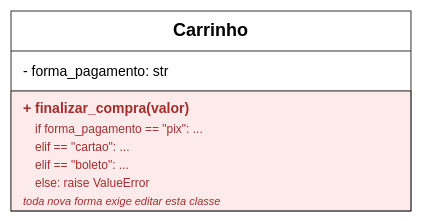 Carrinho
- forma_pagamento: str
+ finalizar_compra(valor)
if forma_pagamento == "pix": ...
elif == "cartao": ...
elif == "boleto": ...
else: raise ValueError
toda nova forma exige editar esta classe